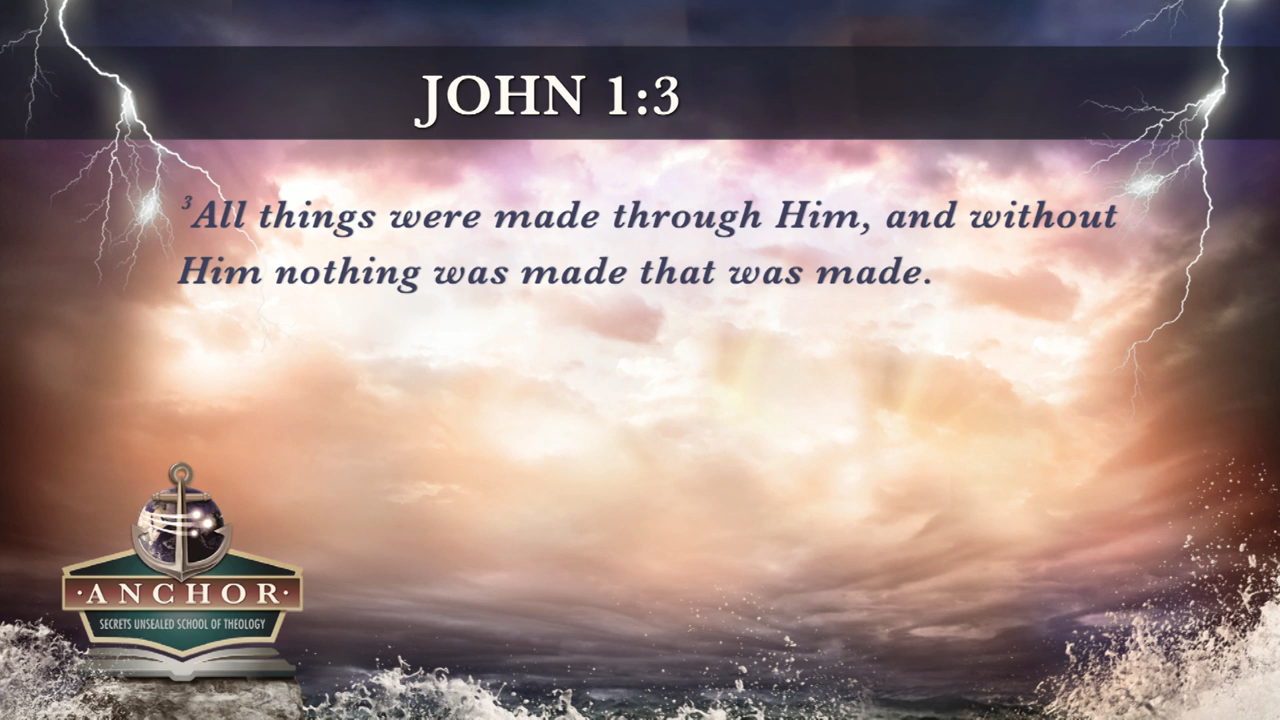 JOHN 1:3
³All things were made through Him, and without
Him nothing was made that was made.
·ANCHOR·
SECRETS UNSEALED SCHOOL OF THEOLOGY